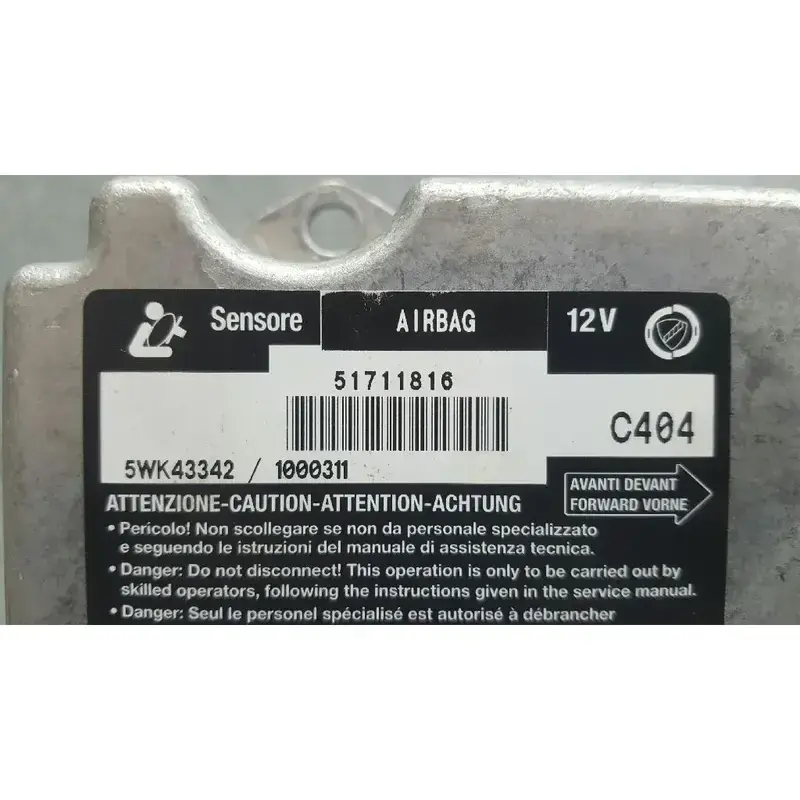 Sensore AIRBAG 12V
51711816
C404
5WK43342 / 1000311
AVANTI DEVANT
FORWARD VORNE
ATTENZIONE-CAUTION-ATTENTION-ACHTUNG
• Pericolo! Non scollegare se non da personale specializzato
e seguendo le istruzioni del manuale di assistenza tecnica.
• Danger: Do not disconnect! This operation is only to be carried out by
skilled operators, following the instructions given in the service manual.
• Danger: Seul le personel spécialisé est autorisé à débrancher